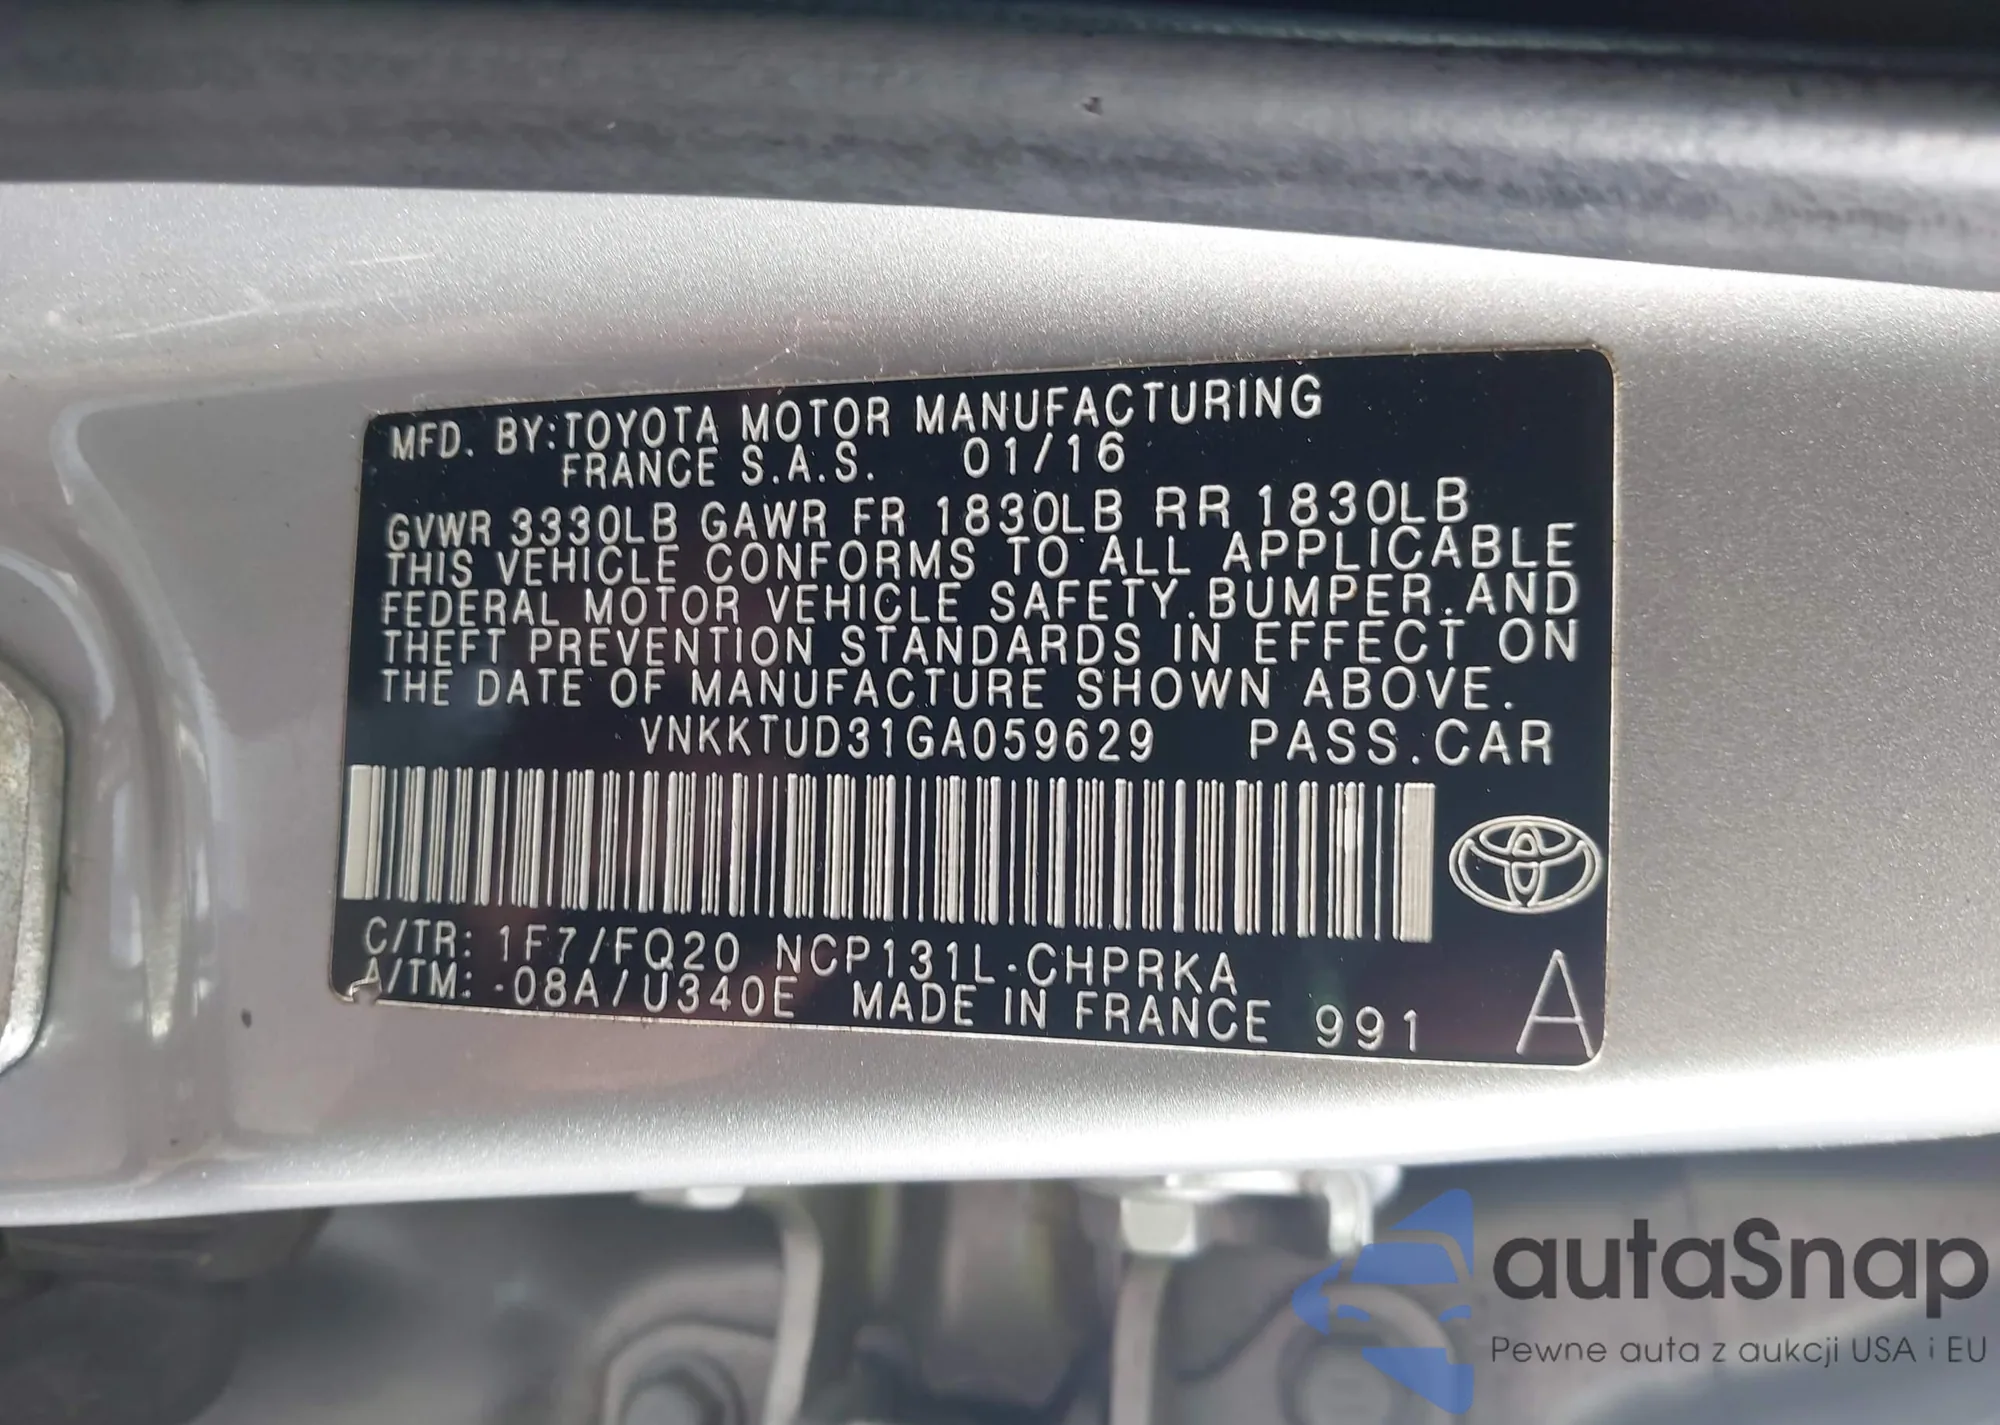 MFD. BY:TOYOTA MOTOR MANUFACTURING
FRANCE S.A.S. 01/16
GVWR 3330LB GAWR FR 1830LB RR 1830LB
THIS VEHICLE CONFORMS TO ALL APPLICABLE
FEDERAL MOTOR VEHICLE SAFETY.BUMPER.AND
THEFT PREVENTION STANDARDS IN EFFECT ON
THE DATE OF MANUFACTURE SHOWN ABOVE.
VNKKTUD31GA059629 PASS.CAR
C/TR: 1F7/FQ20 NCP131L-CHPRKA
A/TM: -08A/U340E MADE IN FRANCE 991 A
autaSnap
Pewne auta z aukcji USA i EU